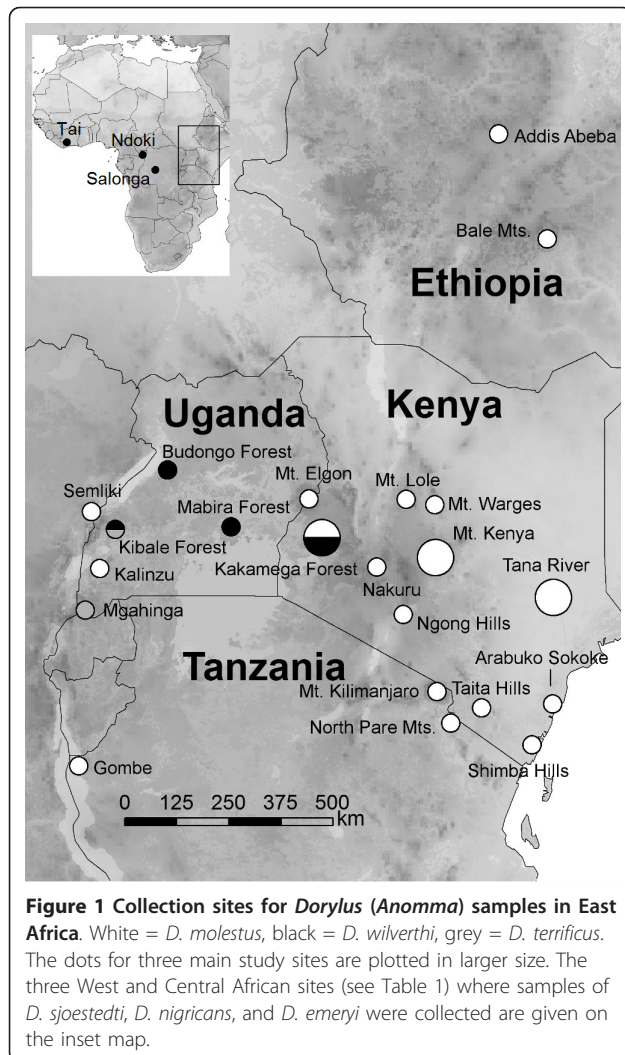 Tai
Ndoki
Salonga
Addis Abeba
Bale Mts.
Ethiopia
Uganda
Kenya
Budongo Forest
Mt. Elgon
Mt. Lole
Semliki
Mabira Forest
Mt. Warges
Kibale Forest
Mt. Kenya
Kakamega Forest
Tana River
Kalinzu
Nakuru
Mgahinga
Ngong Hills
Tanzania
Arabuko Sokoke
Mt. Kilimanjaro
Taita Hills
North Pare Mts.
Gombe
Shimba Hills
0 125 250 375 500
km
Figure 1 Collection sites for Dorylus (Anomma) samples in East
Africa. White = D. molestus, black = D. wilverthi, grey = D. terrificus.
The dots for three main study sites are plotted in larger size. The
three West and Central African sites (see Table 1) where samples of
D. sjoestedti, D. nigricans, and D. emeryi were collected are given on
the inset map.